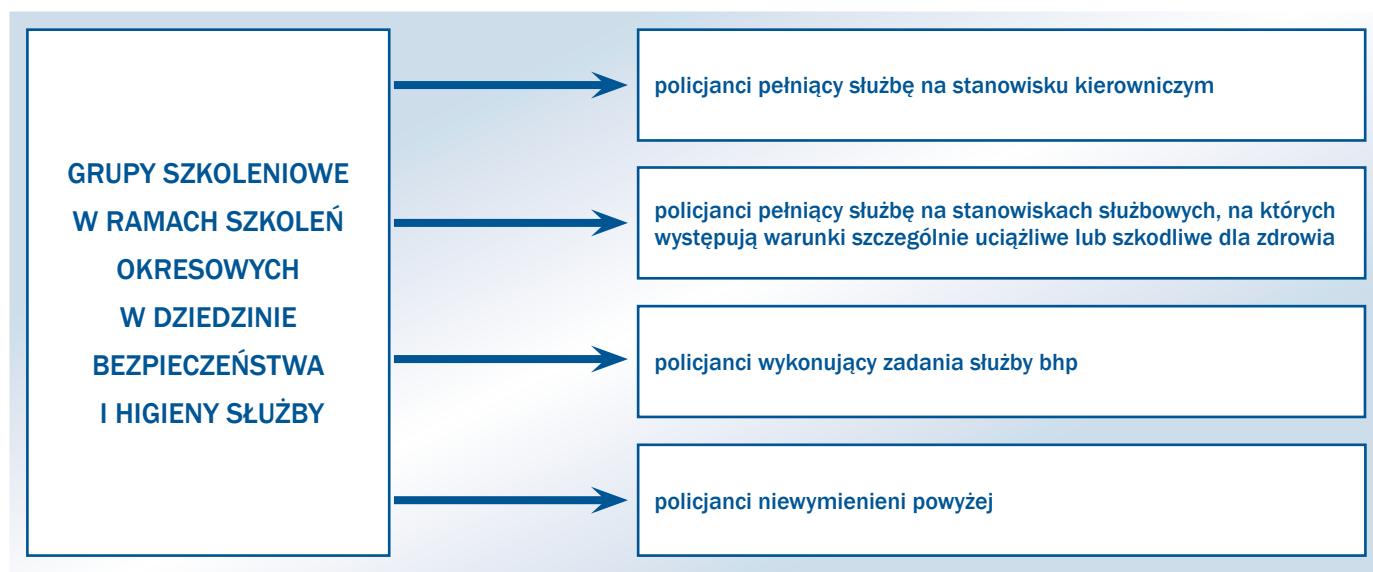 GRUPY SZKOLENIOWE
W RAMACH SZKOLEŃ
OKRESOWYCH
W DZIEDZINIE
BEZPIECZEŃSTWA
I HIGIENY SŁUŻBY
policjanci pełniący służbę na stanowisku kierowniczym
policjanci pełniący służbę na stanowiskach służbowych, na których
występują warunki szczególnie uciążliwe lub szkodliwe dla zdrowia
policjanci wykonujący zadania służby bhp
policjanci niewymienieni powyżej